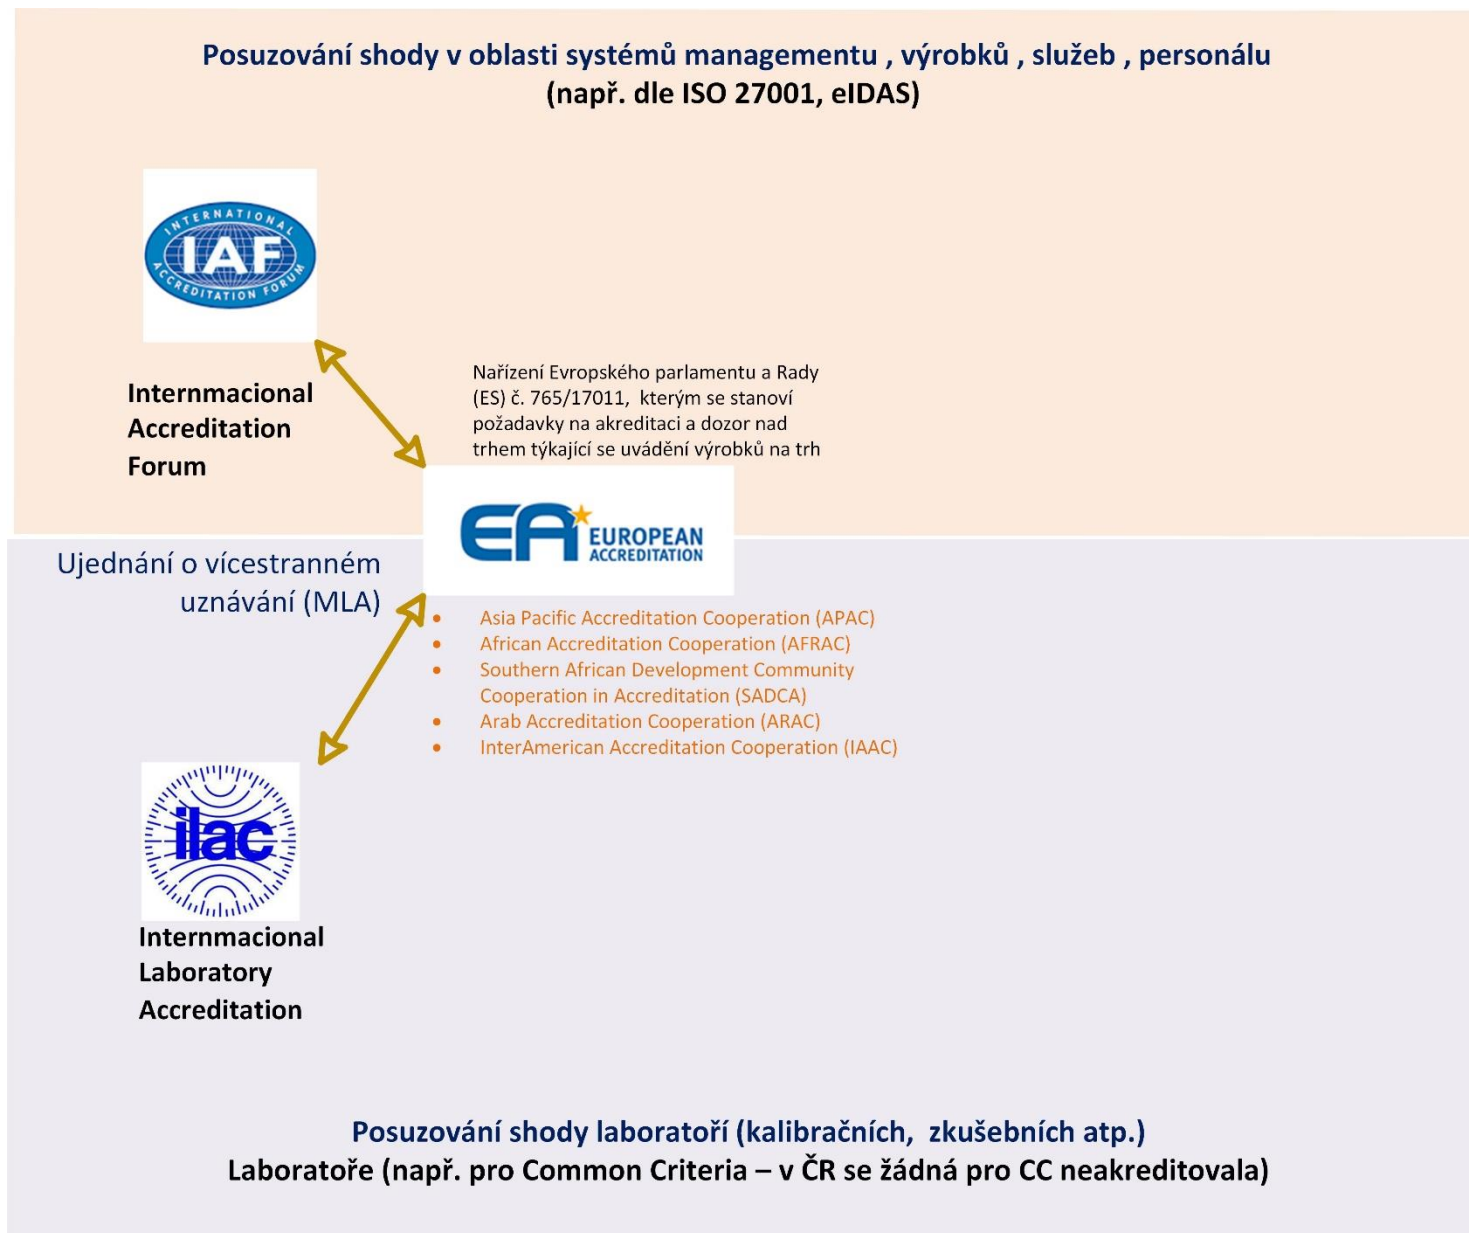 Posuzování shody v oblasti systémů managementu , výrobků , služeb , personálu
(např. dle ISO 27001, eIDAS)
INTERNATIONAL
IAF
ACCREDITATION FORUM
Internmacional
Accreditation
Forum
Nařízení Evropského parlamentu a Rady
(ES) č. 765/17011,  kterým se stanoví
požadavky na akreditaci a dozor nad
trhem týkající se uvádění výrobků na trh
EA
EUROPEAN
ACCREDITATION
Ujednání o vícestranném
uznávání (MLA)
• Asia Pacific Accreditation Cooperation (APAC)
• African Accreditation Cooperation (AFRAC)
• Southern African Development Community
Cooperation in Accreditation (SADCA)
• Arab Accreditation Cooperation (ARAC)
• InterAmerican Accreditation Cooperation (IAAC)
ilac
Internmacional
Laboratory
Accreditation
Posuzování shody laboratoří (kalibračních,  zkušebních atp.)
Laboratoře (např. pro Common Criteria – v ČR se žádná pro CC neakreditovala)